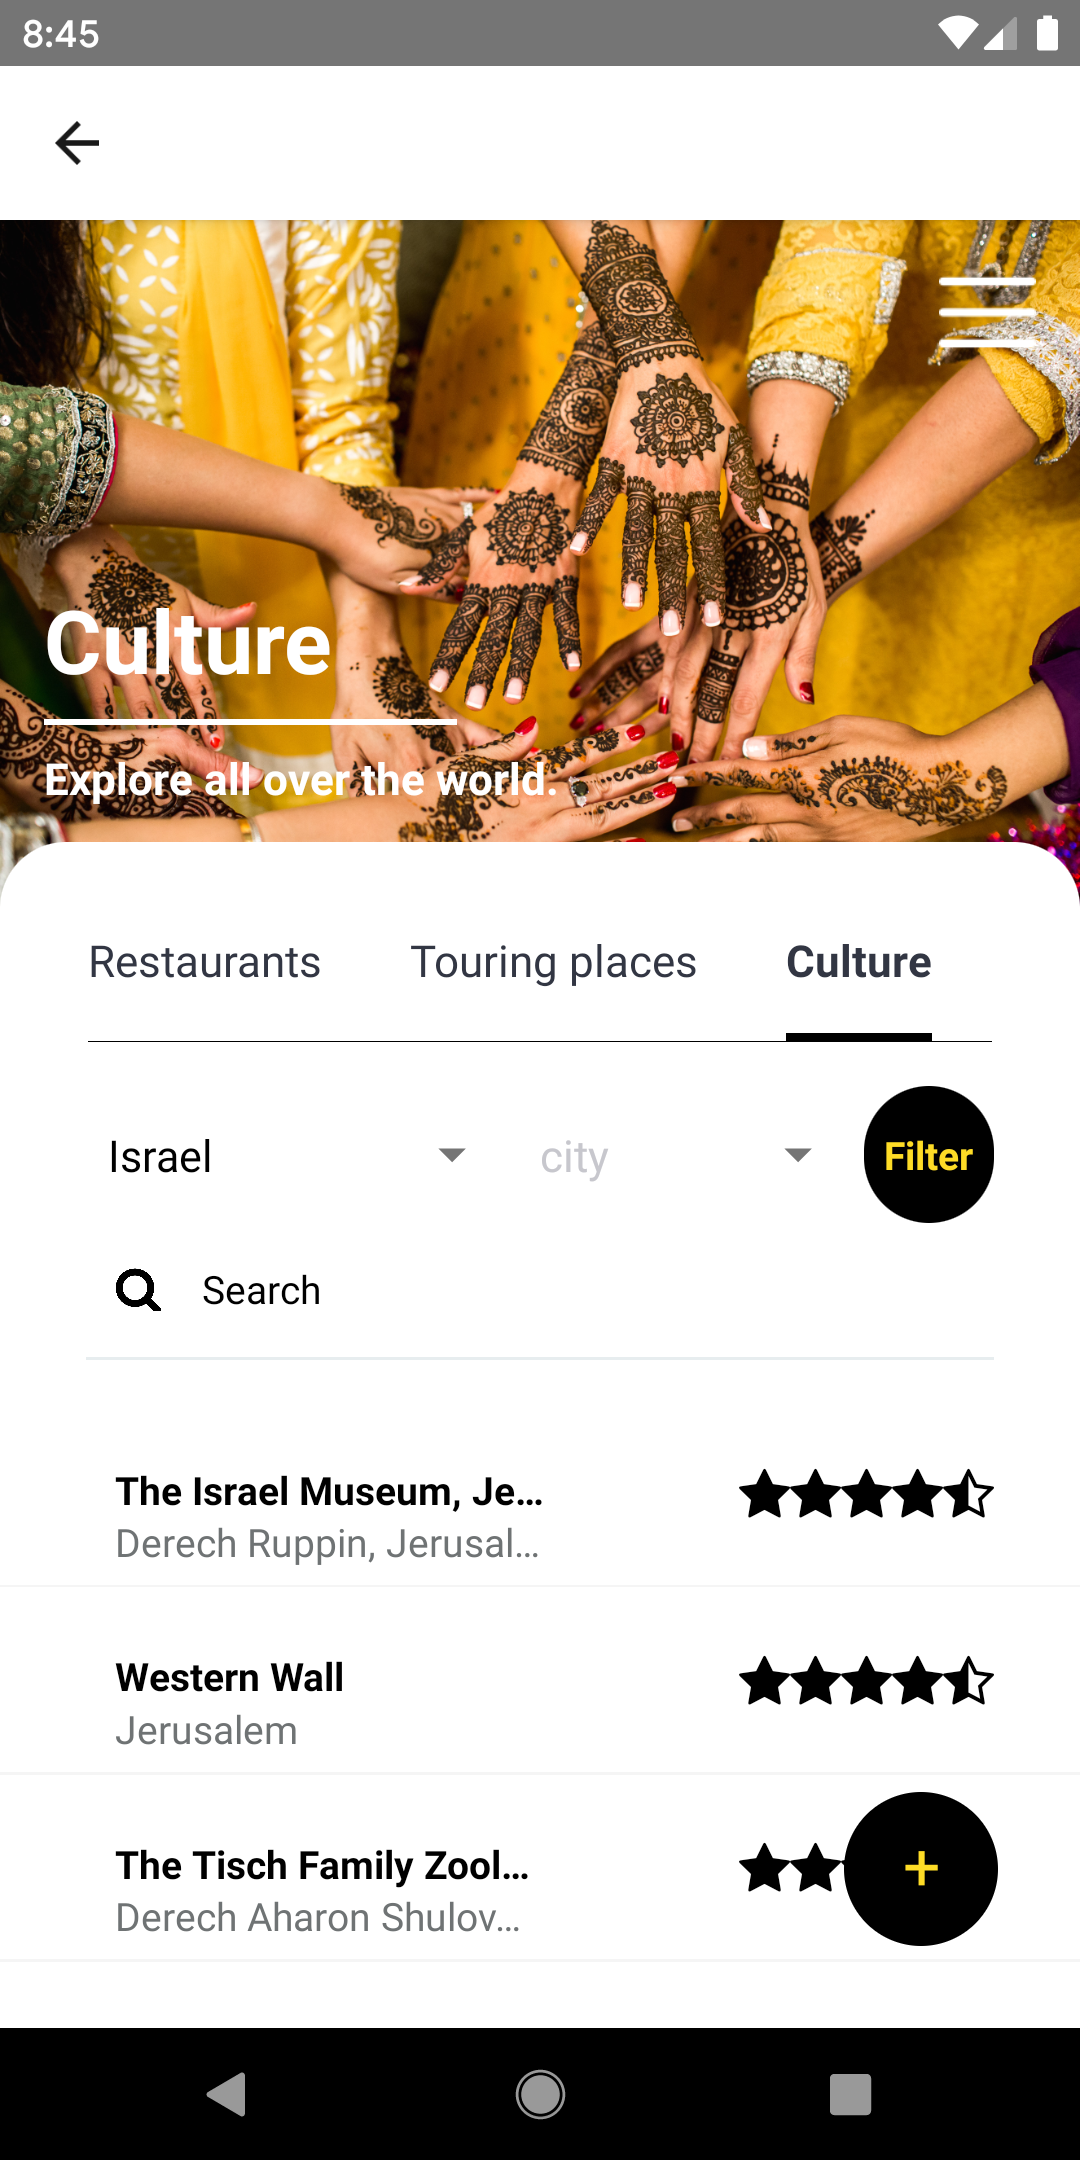 8:45
Culture
Explore all over the world.
Restaurants Touring places Culture
Israel city Filter
Search
The Israel Museum, Je...
Derech Ruppin, Jerusal...
Western Wall
Jerusalem
The Tisch Family Zool...
+
Derech Aharon Shulov...